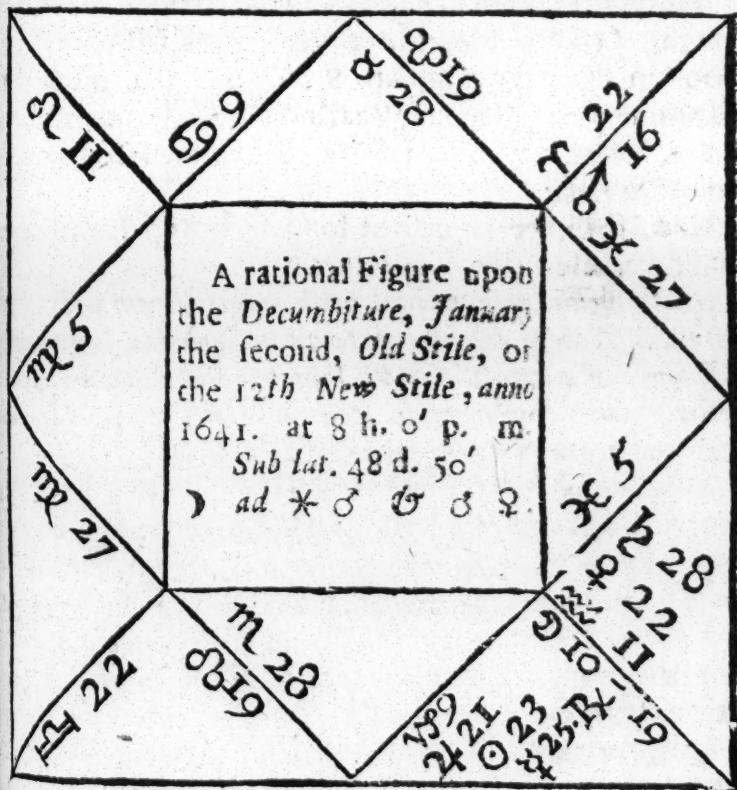 ♌ 11
♋ 9
☋ 19
♉ 28
♈ 22
♂ 16
♓ 27
♍ 5
A rational Figure upon
the Decumbiture, January
the ſecond, Old Stile, or
the 12th New Stile, anno
1641. at 8 h. 0' p. m.
Sub lat. 48 d. 50'
☽ ad ⚹ ♂ & ☌ ♀.
♓ 5
♄ 28
♀ 22
♒ 11
☽ 10
19
♍ 27
♎ 22
♏ 28
☊ 19
♑ 9
♃ 21
☉ 23
☿ 25 ℞